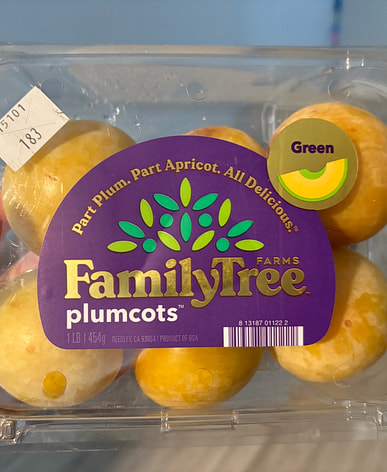 15101
183
Green
Part Plum. Part Apricot. All Delicious.™
FamilyTree
FARMS
plumcots™
1 LB | 454g REEDLEY, CA 93654 | PRODUCT OF USA
8 13187 01122 2